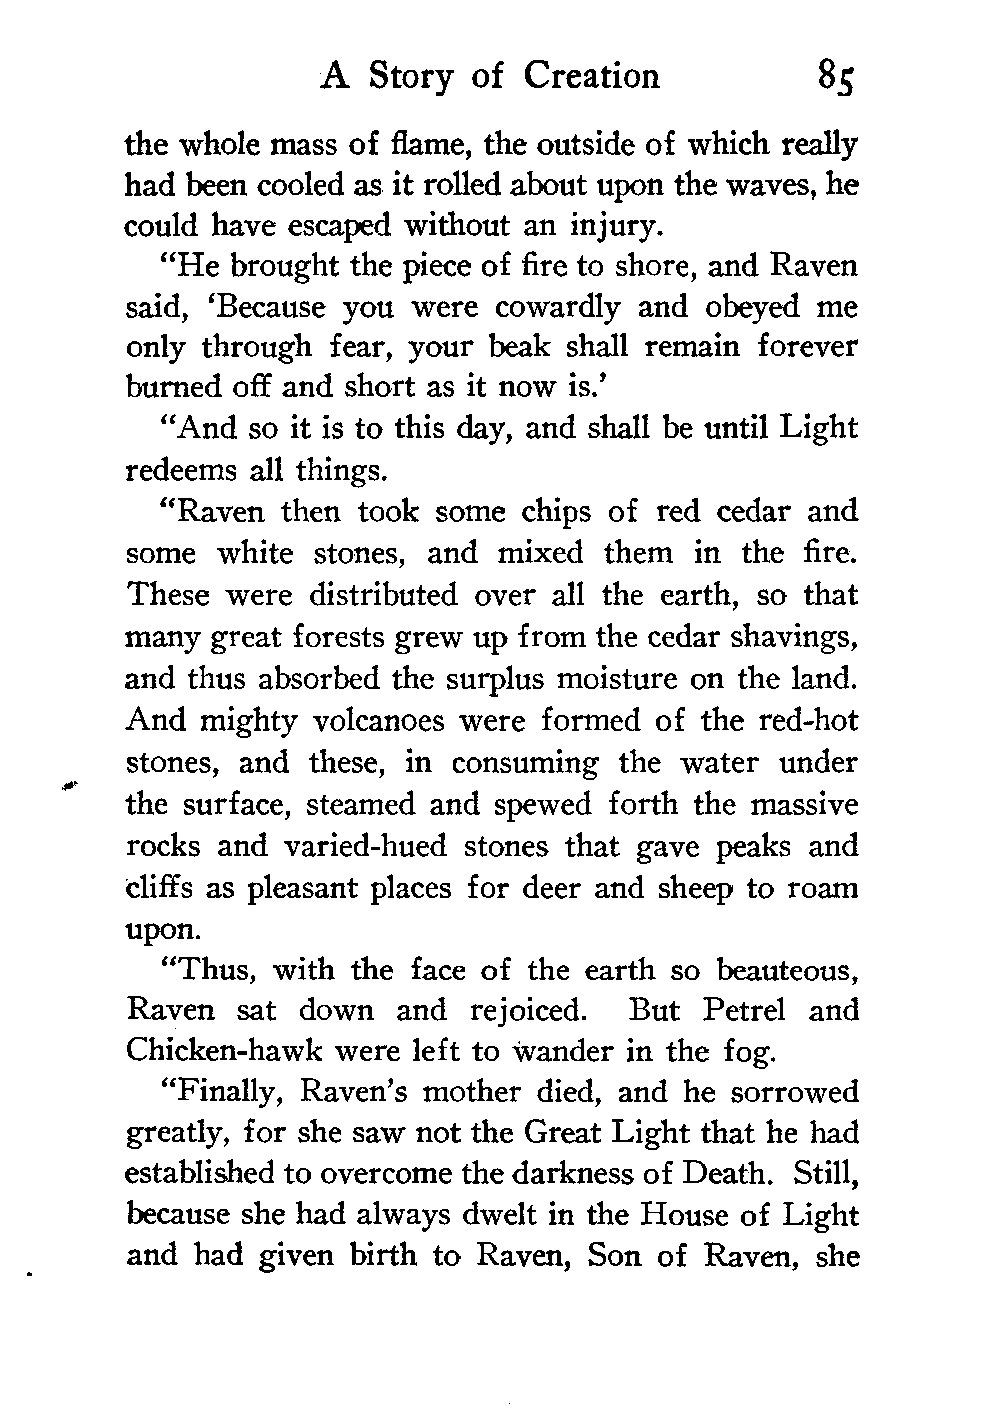 A Story of Creation 85
the whole mass of flame, the outside of which really
had been cooled as it rolled about upon the waves, he
could have escaped without an injury.
“He brought the piece of fire to shore, and Raven
said, ‘Because you were cowardly and obeyed me
only through fear, your beak shall remain forever
burned off and short as it now is.’
“And so it is to this day, and shall be until Light
redeems all things.
“Raven then took some chips of red cedar and
some white stones, and mixed them in the fire.
These were distributed over all the earth, so that
many great forests grew up from the cedar shavings,
and thus absorbed the surplus moisture on the land.
And mighty volcanoes were formed of the red-hot
stones, and these, in consuming the water under
the surface, steamed and spewed forth the massive
rocks and varied-hued stones that gave peaks and
cliffs as pleasant places for deer and sheep to roam
upon.
“Thus, with the face of the earth so beauteous,
Raven sat down and rejoiced. But Petrel and
Chicken-hawk were left to wander in the fog.
“Finally, Raven’s mother died, and he sorrowed
greatly, for she saw not the Great Light that he had
established to overcome the darkness of Death. Still,
because she had always dwelt in the House of Light
and had given birth to Raven, Son of Raven, she